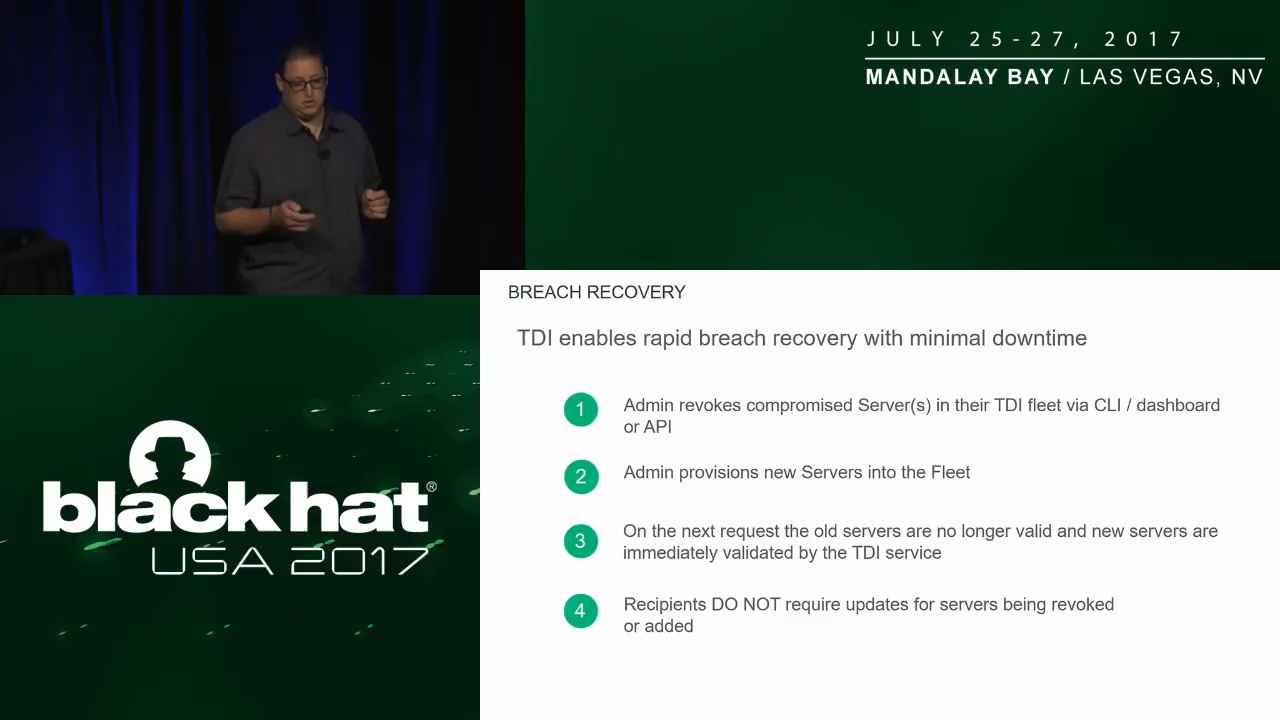 JULY 25-27, 2017
MANDALAY BAY / LAS VEGAS, NV
BREACH RECOVERY
TDI enables rapid breach recovery with minimal downtime
1
Admin revokes compromised Server(s) in their TDI fleet via CLI / dashboard
or API
2
Admin provisions new Servers into the Fleet
3
On the next request the old servers are no longer valid and new servers are
immediately validated by the TDI service
4
Recipients DO NOT require updates for servers being revoked
or added
black hat®
USA 2017